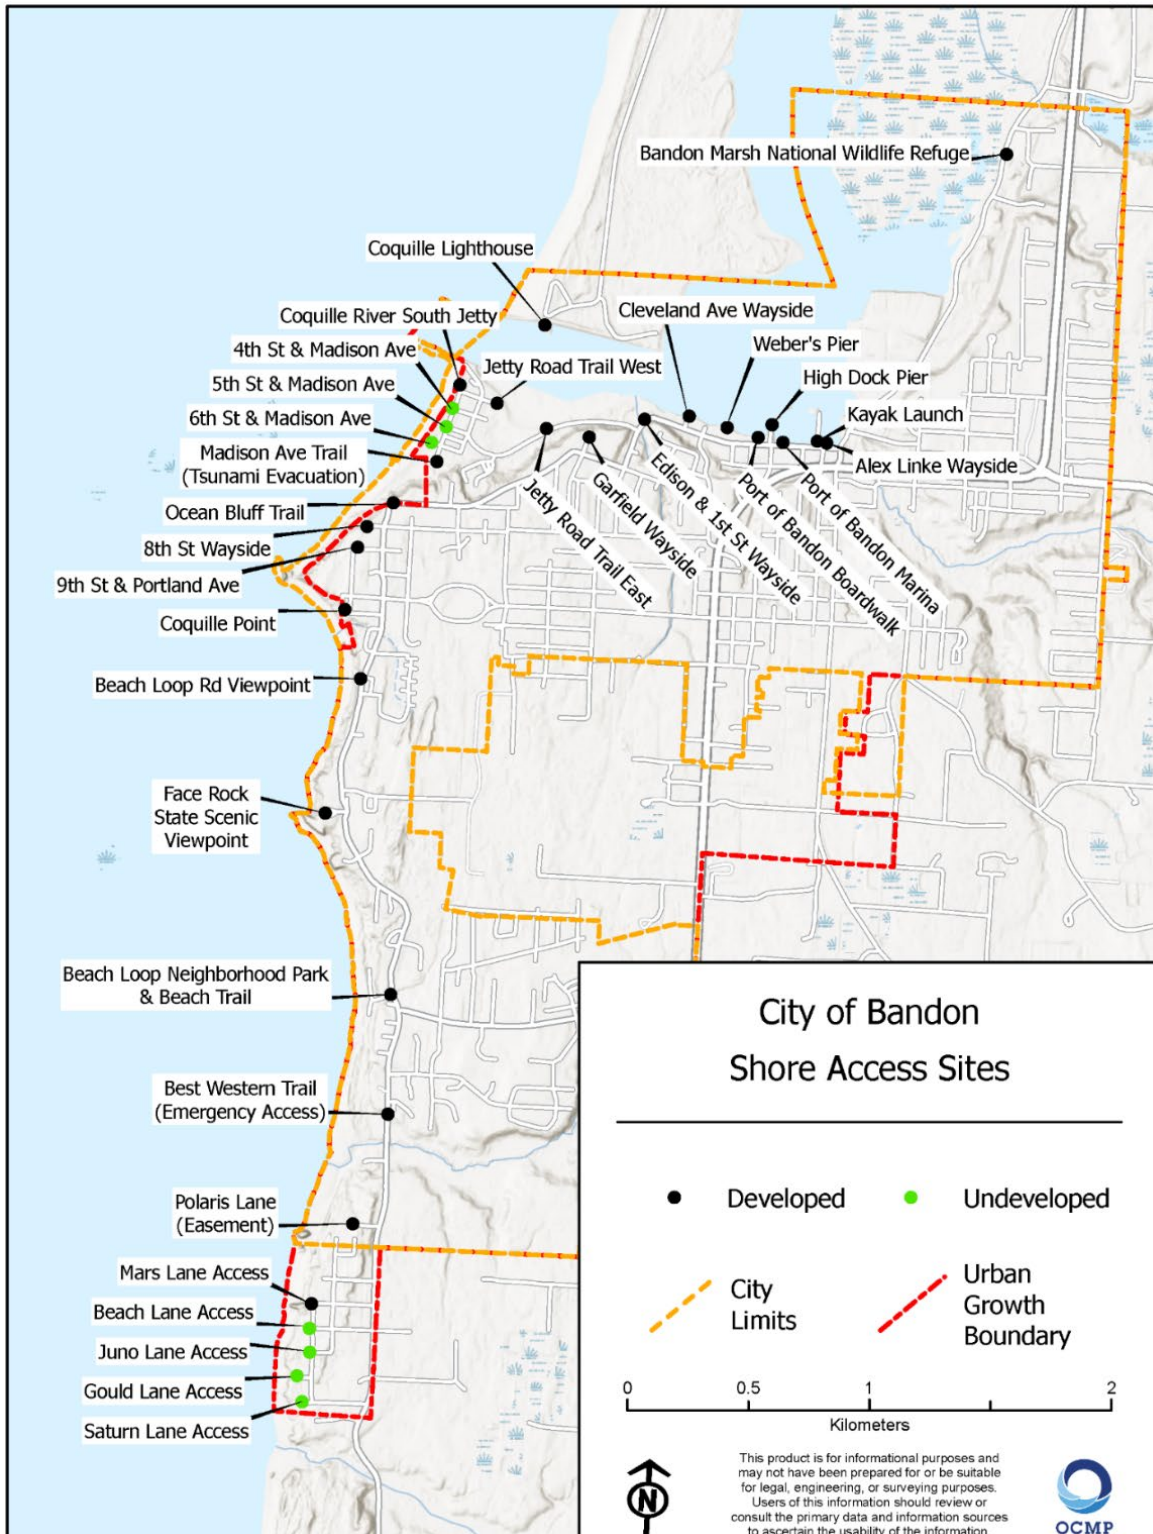 Bandon Marsh National Wildlife Refuge
Coquille Lighthouse
Coquille River South Jetty
4th St & Madison Ave
5th St & Madison Ave
6th St & Madison Ave
Madison Ave Trail
(Tsunami Evacuation)
Ocean Bluff Trail
8th St Wayside
9th St & Portland Ave
Coquille Point
Beach Loop Rd Viewpoint
Face Rock
State Scenic
Viewpoint
Beach Loop Neighborhood Park
& Beach Trail
Best Western Trail
(Emergency Access)
Polaris Lane
(Easement)
Mars Lane Access
Beach Lane Access
Juno Lane Access
Gould Lane Access
Saturn Lane Access
Jetty Road Trail West
Cleveland Ave Wayside
Weber's Pier
High Dock Pier
Kayak Launch
Alex Linke Wayside
Jetty Road Trail East
Garfield Wayside
Edison & 1st St Wayside
Port of Bandon Boardwalk
Port of Bandon Marina
City of Bandon
Shore Access Sites
Developed
Undeveloped
City
Limits
Urban
Growth
Boundary
0 0.5 1 2
Kilometers
N
This product is for informational purposes and
may not have been prepared for or be suitable
for legal, engineering, or surveying purposes.
Users of this information should review or
consult the primary data and information sources
to ascertain the usability of the information
OCMP